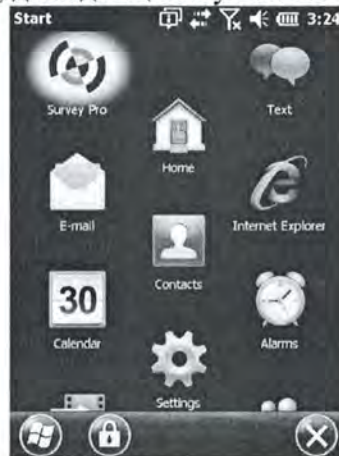 Start 3:24
Survey Pro
Text
Home
E-mail
Internet Explorer
Contacts
30
Calendar
Alarms
Settings